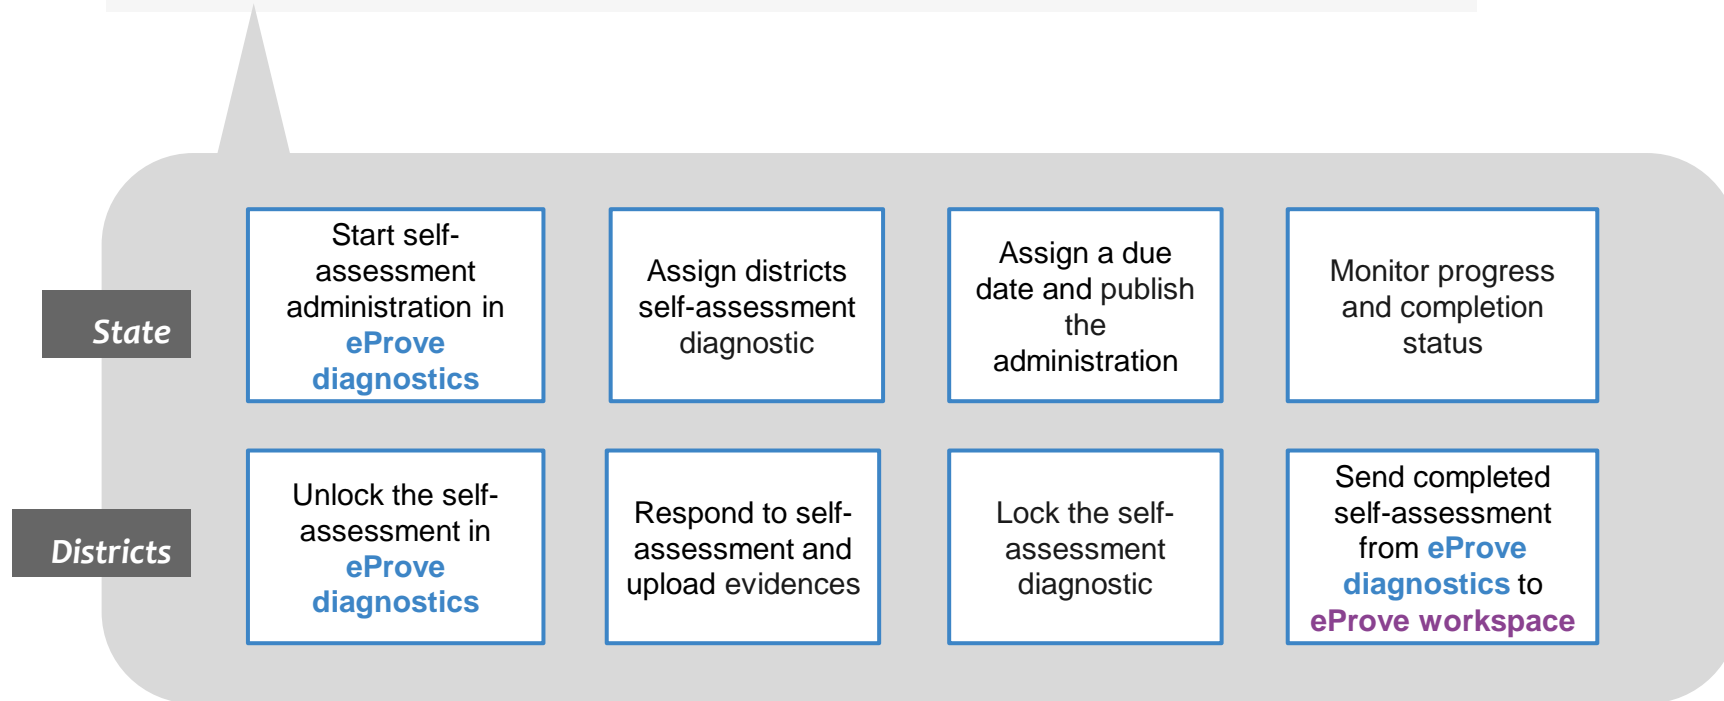 State
Start self-
assessment
administration in
eProve
diagnostics
Assign districts
self-assessment
diagnostic
Assign a due
date and publish
the
administration
Monitor progress
and completion
status
Districts
Unlock the self-
assessment in
eProve
diagnostics
Respond to self-
assessment and
upload evidences
Lock the self-
assessment
diagnostic
Send completed
self-assessment
from eProve
diagnostics to
eProve workspace